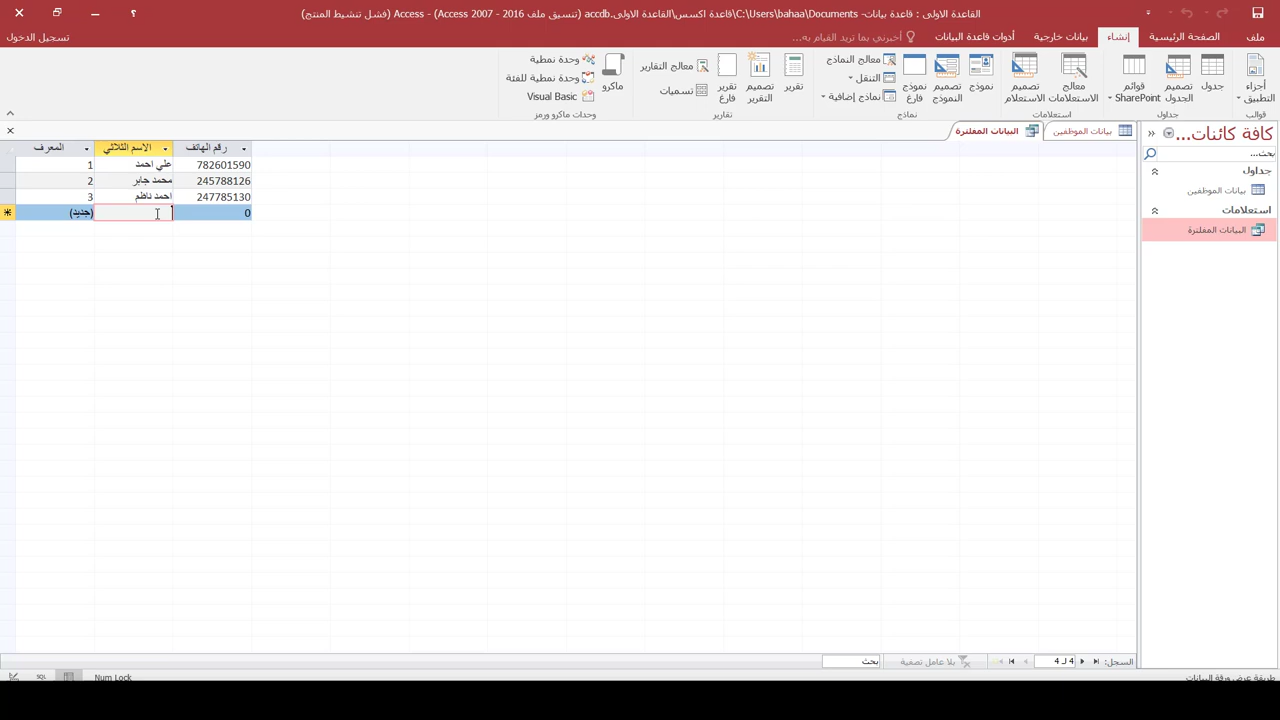 القاعدة الاولى : قاعدة بيانات- C:\Users\bahaa\Documents\قاعدة اكسس\القاعدة الاولى.accdb (تنسيق ملف Access 2007 - 2016) - Access (فشل تنشيط المنتج)
ملف الصفحة الرئيسية إنشاء بيانات خارجية أدوات قاعدة البيانات أخبرني بما تريد القيام به... تسجيل الدخول
أجزاء التطبيق
قوائم SharePoint
تصميم الجدول
جدول
معالج الاستعلامات
تصميم الاستعلام
نموذج
تصميم النموذج
نموذج فارغ
معالج النماذج
التنقل
نماذج إضافية
تقرير
تصميم التقرير
تقرير فارغ
معالج التقارير
تسميات
ماكرو
وحدة نمطية
وحدة نمطية للفئة
Visual Basic
قوالب جداول استعلامات نماذج تقارير وحدات ماكرو ورمز
كافة كائنات...
بحث...
جداول
بيانات الموظفين
استعلامات
البيانات المفلترة
بيانات الموظفين البيانات المفلترة
المعرف الاسم الثلاثي رقم الهاتف
1 علي احمد 782601590
2 محمد جابر 245788126
3 احمد ناظم 247785130
(جديد) 0
السجل: 4 لـ 4 بلا عامل تصفية بحث
طريقة عرض ورقة البيانات Num Lock SQL